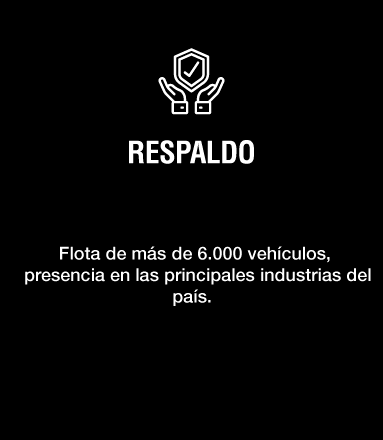 RESPALDO
Flota de más de 6.000 vehículos,
presencia en las principales industrias del
país.